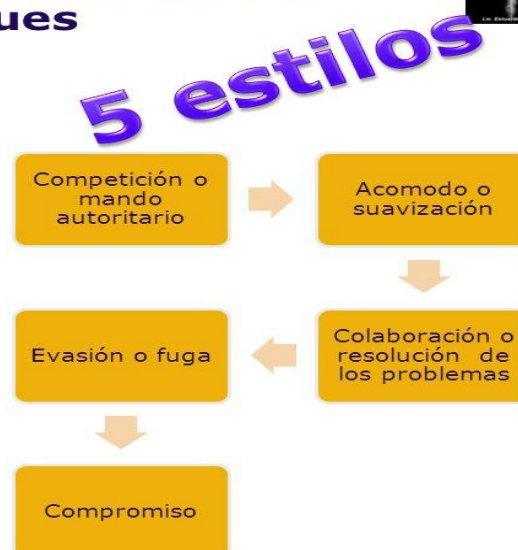 ues
5 estilos
Competición o
mando
autoritario
Acomodo o
suavización
Colaboración o
resolución de
los problemas
Evasión o fuga
Compromiso